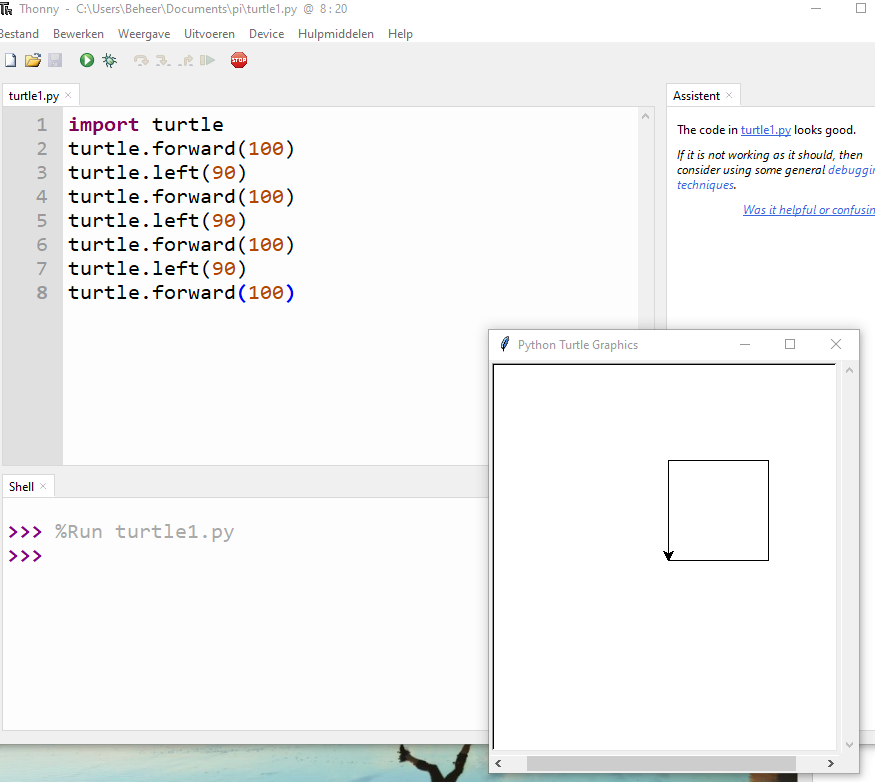 Thonny - C:\Users\Beheer\Documents\pi\turtle1.py @ 8:20
Bestand Bewerken Weergave Uitvoeren Device Hulpmiddelen Help
STOP
turtle1.py ×
1 import turtle
2 turtle.forward(100)
3 turtle.left(90)
4 turtle.forward(100)
5 turtle.left(90)
6 turtle.forward(100)
7 turtle.left(90)
8 turtle.forward(100)
Assistent ×
The code in turtle1.py looks good.
If it is not working as it should, then
consider using some general debuggin
techniques.
Was it helpful or confusin
Shell ×
>>> %Run turtle1.py
>>>
Python Turtle Graphics